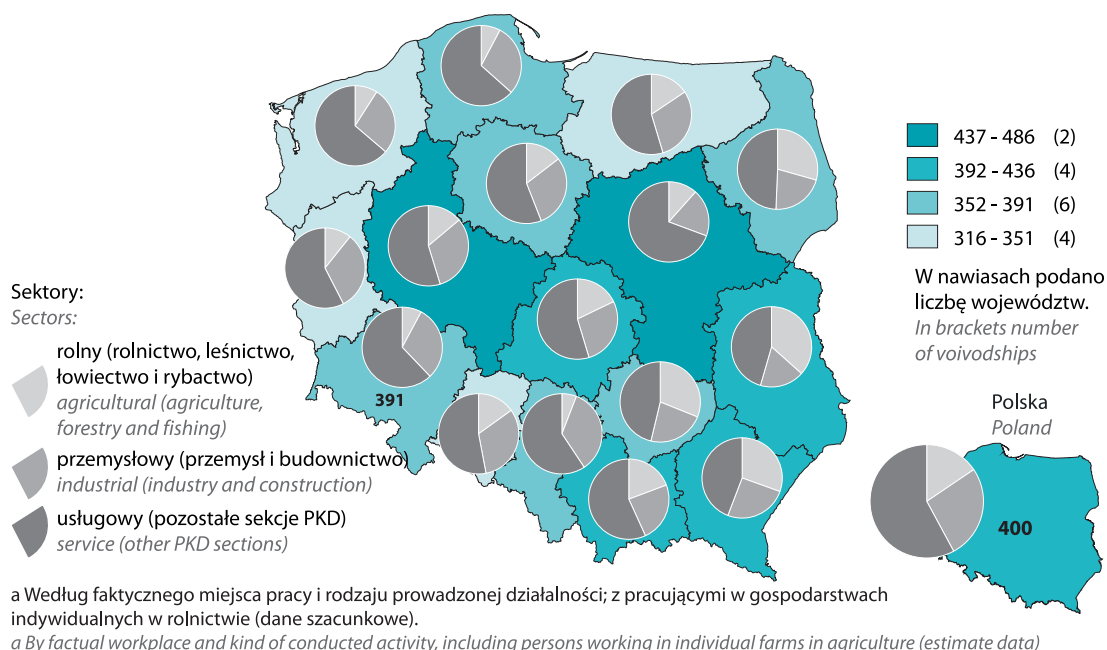 437 - 486 (2)
392 - 436 (4)
352 - 391 (6)
316 - 351 (4)
W nawiasach podano
liczbę województw.
In brackets number
of voivodships
Sektory:
Sectors:
rolny (rolnictwo, leśnictwo,
łowiectwo i rybactwo)
agricultural (agriculture,
forestry and fishing)
przemysłowy (przemysł i budownictwo)
industrial (industry and construction)
usługowy (pozostałe sekcje PKD)
service (other PKD sections)
391
Polska
Poland
400
a Według faktycznego miejsca pracy i rodzaju prowadzonej działalności; z pracującymi w gospodarstwach
indywidualnych w rolnictwie (dane szacunkowe).
a By factual workplace and kind of conducted activity, including persons working in individual farms in agriculture (estimate data)